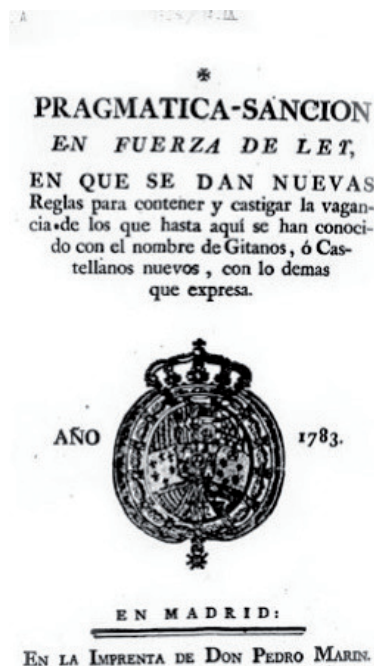 PRAGMATICA-SANCION
EN FUERZA DE LEY,
EN QUE SE DAN NUEVAS
Reglas para contener y castigar la vagan-
cia de los que hasta aquí se han conoci-
do con el nombre de Gitanos, ó Cas-
tellanos nuevos, con lo demas
que expresa.
AÑO 1783.
EN MADRID:
EN LA IMPRENTA DE DON PEDRO MARIN.